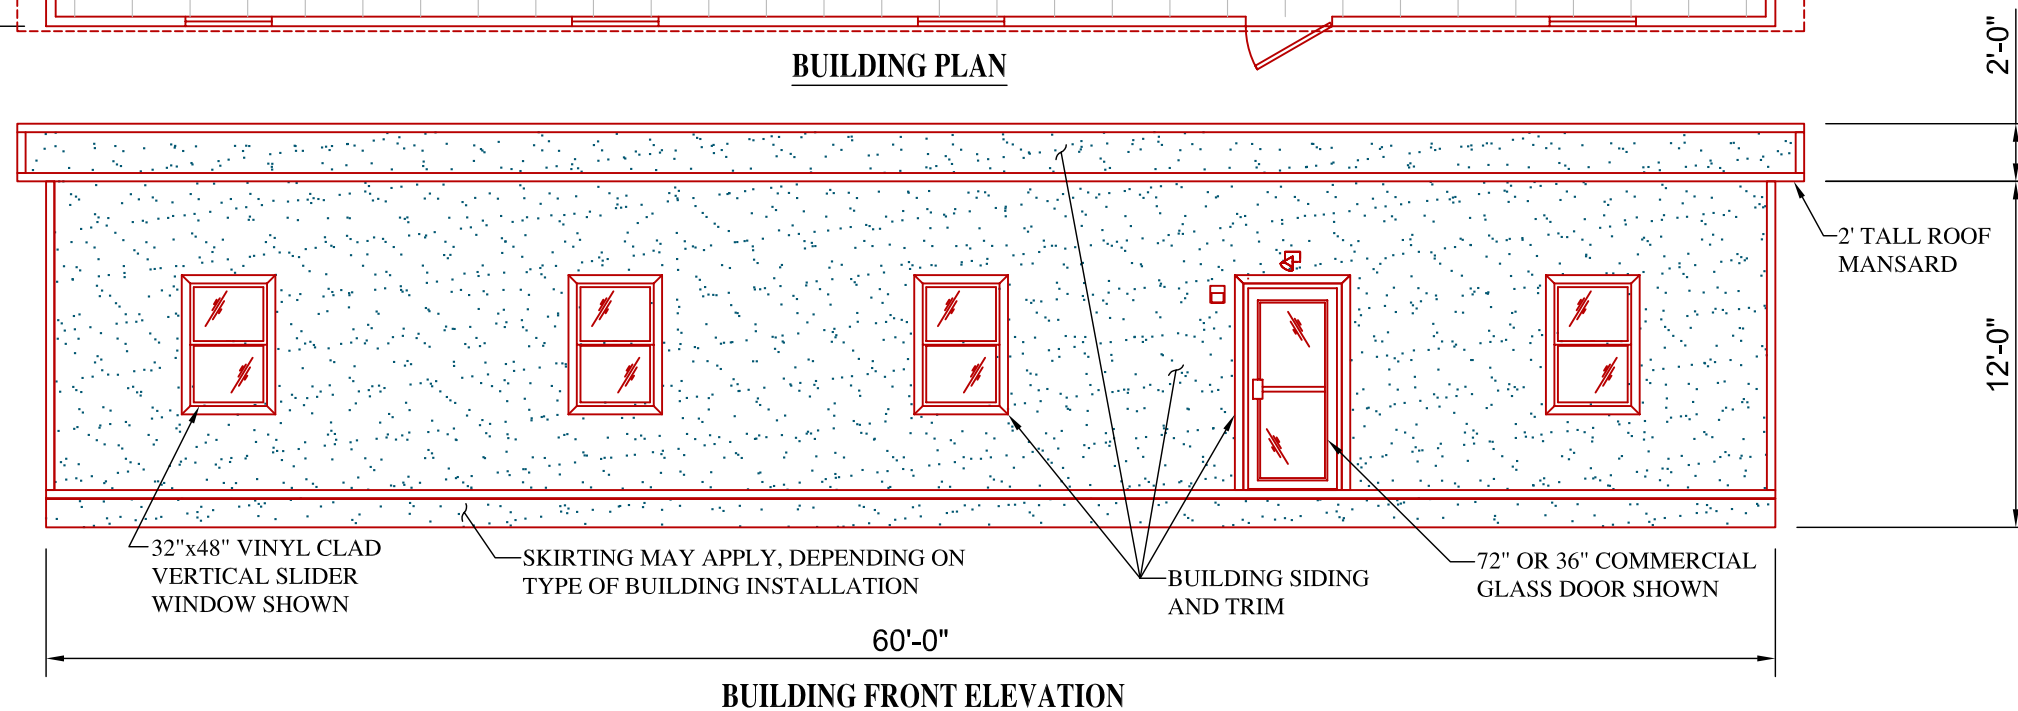 BUILDING PLAN
2'-0"
2' TALL ROOF
MANSARD
12'-0"
32"x48" VINYL CLAD
VERTICAL SLIDER
WINDOW SHOWN
SKIRTING MAY APPLY, DEPENDING ON
TYPE OF BUILDING INSTALLATION
BUILDING SIDING
AND TRIM
72" OR 36" COMMERCIAL
GLASS DOOR SHOWN
60'-0"
BUILDING FRONT ELEVATION